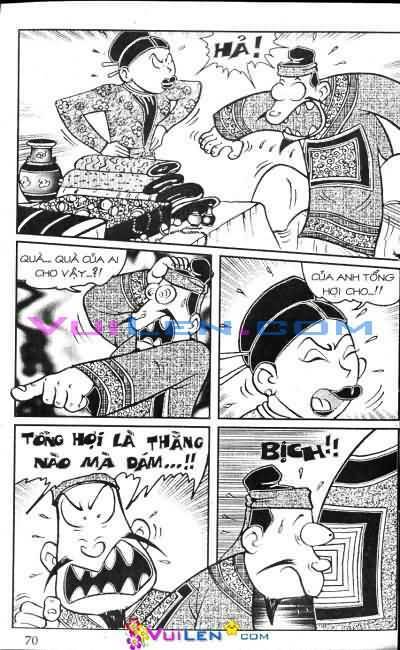 HẢ!
QUÀ... QUÀ CỦA AI
CHO VẬY...?!
CỦA ANH TỐNG
HỢI CHO...!!
VUILEN.COM
TỐNG HỢI LÀ THẰNG
NÀO MÀ DÁM...!!
BỊCH!!
70
VUILEN.COM